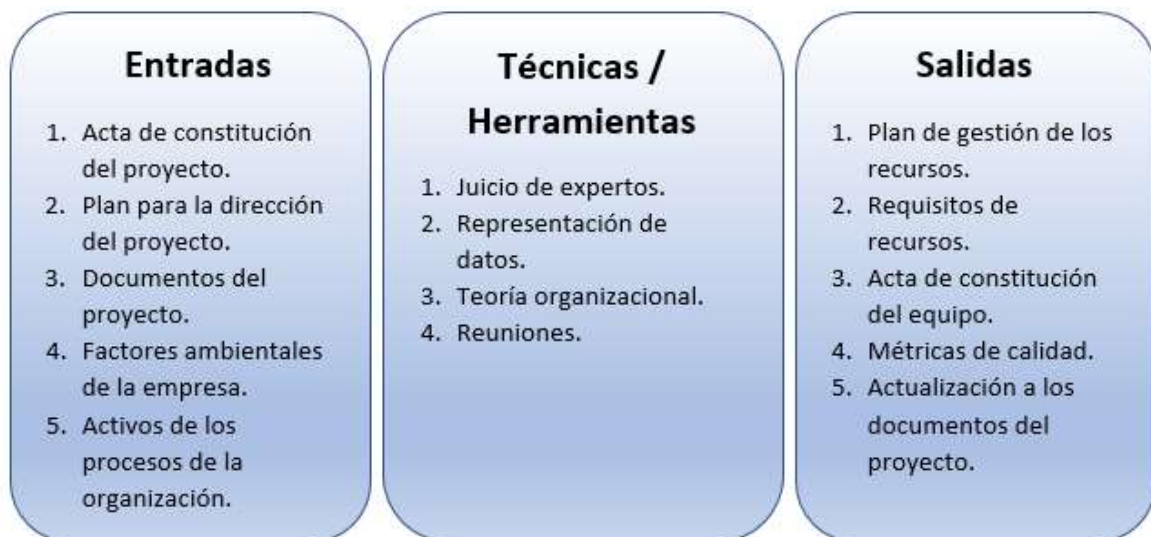 Entradas
1. Acta de constitución
del proyecto.
2. Plan para la dirección
del proyecto.
3. Documentos del
proyecto.
4. Factores ambientales
de la empresa.
5. Activos de los
procesos de la
organización.
Técnicas /
Herramientas
1. Juicio de expertos.
2. Representación de
datos.
3. Teoría organizacional.
4. Reuniones.
Salidas
1. Plan de gestión de los
recursos.
2. Requisitos de
recursos.
3. Acta de constitución
del equipo.
4. Métricas de calidad.
5. Actualización a los
documentos del
proyecto.